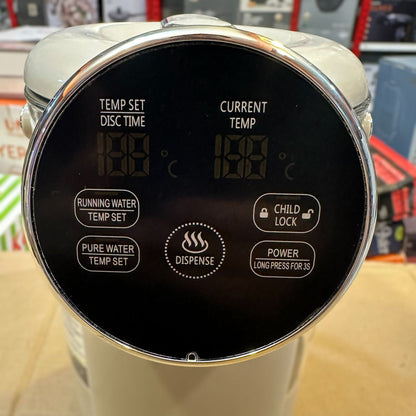 TEMP SET
DISC TIME
CURRENT
TEMP
188 °C
188 °C
RUNNING WATER
TEMP SET
CHILD
LOCK
PURE WATER
TEMP SET
DISPENSE
POWER
LONG PRESS FOR 3S